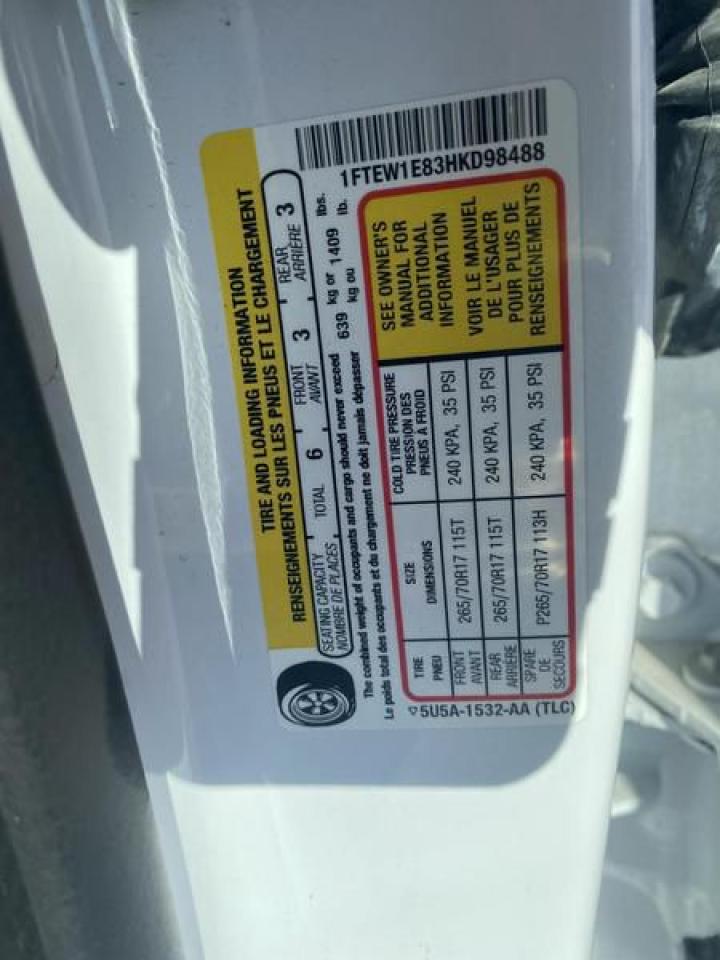 TIRE AND LOADING INFORMATION
RENSEIGNEMENTS SUR LES PNEUS ET LE CHARGEMENT
SEATING CAPACITY
NOMBRE DE PLACES
TOTAL 6
FRONT
AVANT
3
REAR
ARRIÈRE
3
The combined weight of occupants and cargo should never exceed 639 kg or 1409 lbs.
Le poids total des occupants et du chargement ne doit jamais dépasser kg ou lb.
1FTEW1E83HKD98488
TIRE
PNEU
SIZE
DIMENSIONS
COLD TIRE PRESSURE
PRESSION DES
PNEUS À FROID
FRONT
AVANT
265/70R17 115T
240 KPA, 35 PSI
REAR
ARRIÈRE
265/70R17 115T
240 KPA, 35 PSI
SPARE
DE
SECOURS
P265/70R17 113H
240 KPA, 35 PSI
SEE OWNER'S
MANUAL FOR
ADDITIONAL
INFORMATION
VOIR LE MANUEL
DE L'USAGER
POUR PLUS DE
RENSEIGNEMENTS
5U5A-1532-AA (TLC)